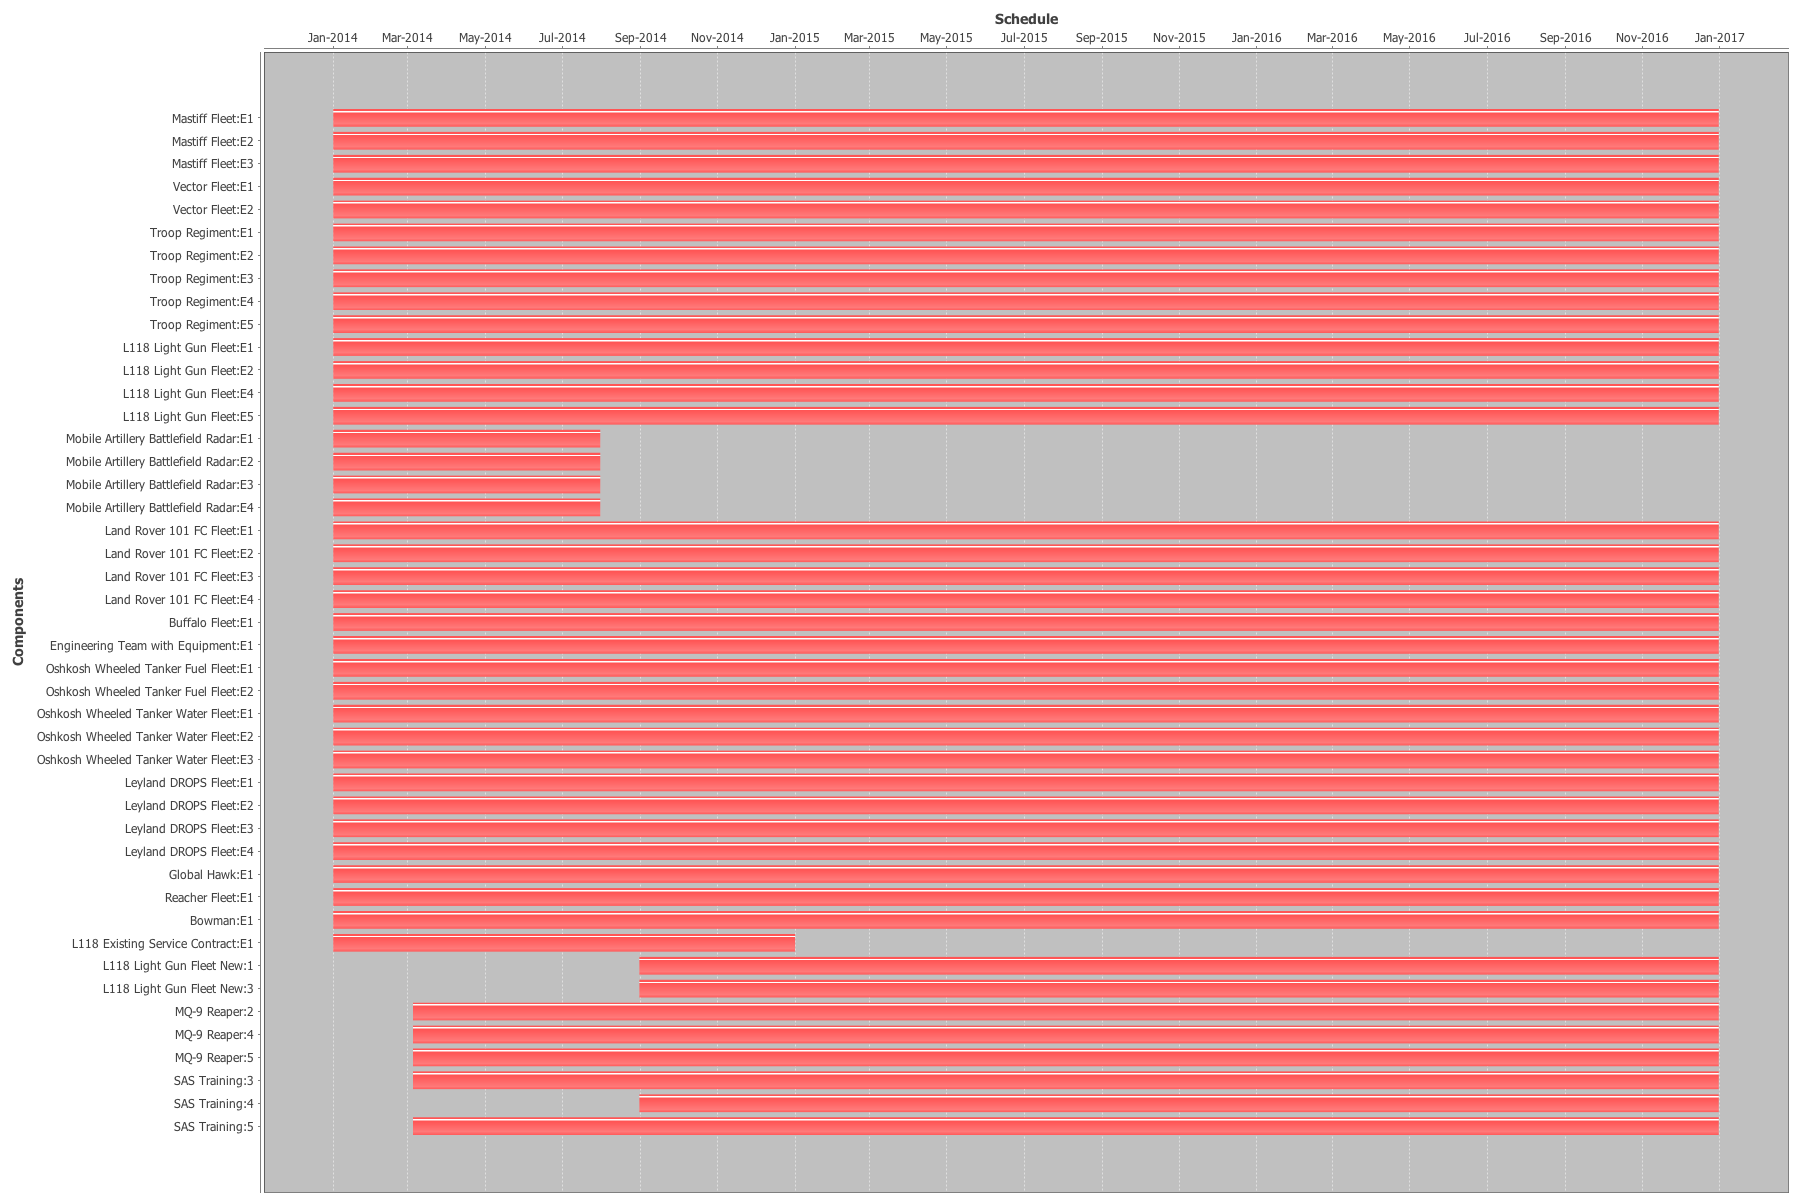 Schedule
Jan-2014 Mar-2014 May-2014 Jul-2014 Sep-2014 Nov-2014 Jan-2015 Mar-2015 May-2015 Jul-2015 Sep-2015 Nov-2015 Jan-2016 Mar-2016 May-2016 Jul-2016 Sep-2016 Nov-2016 Jan-2017
Components
Mastiff Fleet:E1
Mastiff Fleet:E2
Mastiff Fleet:E3
Vector Fleet:E1
Vector Fleet:E2
Troop Regiment:E1
Troop Regiment:E2
Troop Regiment:E3
Troop Regiment:E4
Troop Regiment:E5
L118 Light Gun Fleet:E1
L118 Light Gun Fleet:E2
L118 Light Gun Fleet:E4
L118 Light Gun Fleet:E5
Mobile Artillery Battlefield Radar:E1
Mobile Artillery Battlefield Radar:E2
Mobile Artillery Battlefield Radar:E3
Mobile Artillery Battlefield Radar:E4
Land Rover 101 FC Fleet:E1
Land Rover 101 FC Fleet:E2
Land Rover 101 FC Fleet:E3
Land Rover 101 FC Fleet:E4
Buffalo Fleet:E1
Engineering Team with Equipment:E1
Oshkosh Wheeled Tanker Fuel Fleet:E1
Oshkosh Wheeled Tanker Fuel Fleet:E2
Oshkosh Wheeled Tanker Water Fleet:E1
Oshkosh Wheeled Tanker Water Fleet:E2
Oshkosh Wheeled Tanker Water Fleet:E3
Leyland DROPS Fleet:E1
Leyland DROPS Fleet:E2
Leyland DROPS Fleet:E3
Leyland DROPS Fleet:E4
Global Hawk:E1
Reacher Fleet:E1
Bowman:E1
L118 Existing Service Contract:E1
L118 Light Gun Fleet New:1
L118 Light Gun Fleet New:3
MQ-9 Reaper:2
MQ-9 Reaper:4
MQ-9 Reaper:5
SAS Training:3
SAS Training:4
SAS Training:5